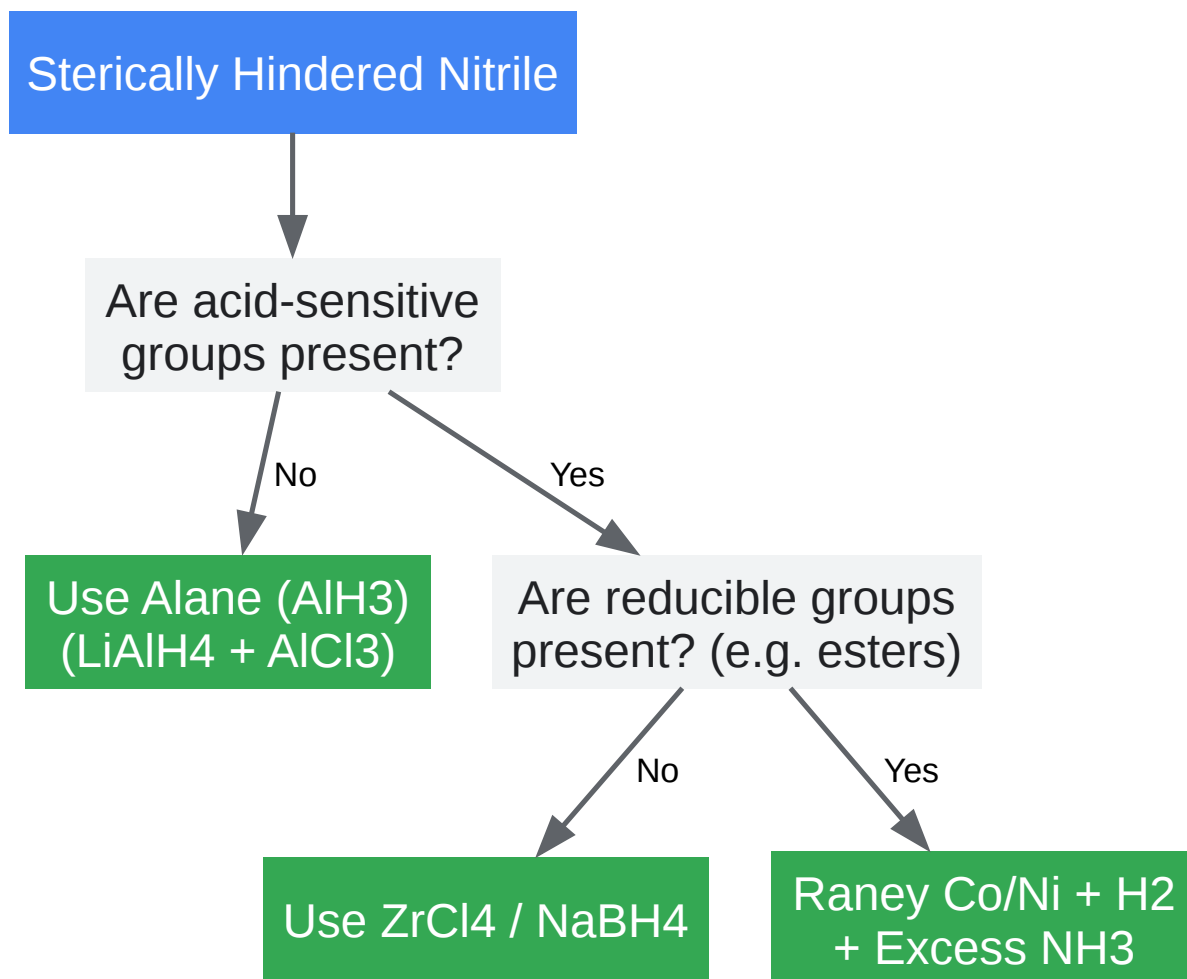 Sterically Hindered Nitrile
Are acid-sensitive
groups present?
No
Yes
Use Alane (AlH3)
(LiAlH4 + AlCl3)
Are reducible groups
present? (e.g. esters)
No
Yes
Use ZrCl4 / NaBH4
Raney Co/Ni + H2
+ Excess NH3